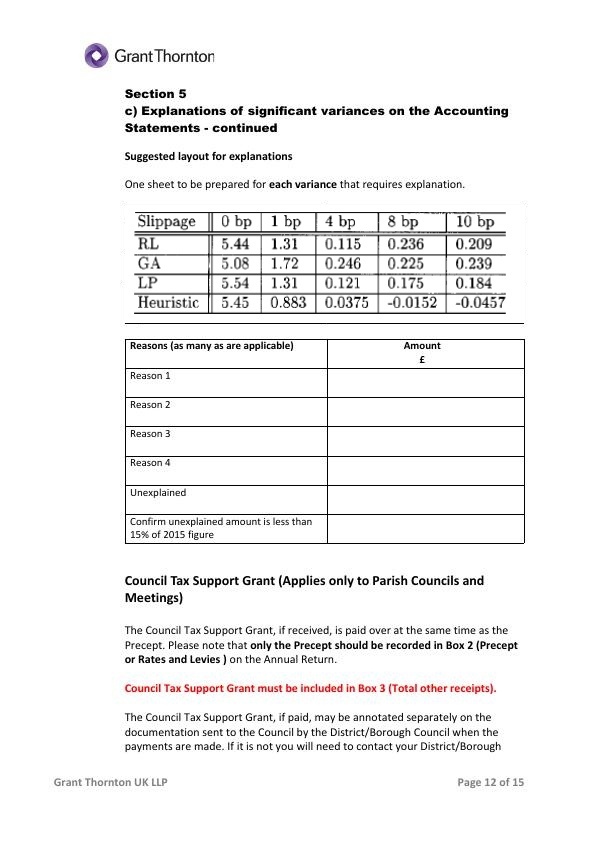 Grant Thornton
Section 5
c) Explanations of significant variances on the Accounting
Statements - continued
Suggested layout for explanations
One sheet to be prepared for each variance that requires explanation.
Slippage 0 bp 1 bp 4 bp 8 bp 10 bp
RL 5.44 1.31 0.115 0.236 0.209
GA 5.08 1.72 0.246 0.225 0.239
LP 5.54 1.31 0.121 0.175 0.184
Heuristic 5.45 0.883 0.0375 -0.0152 -0.0457
Reasons (as many as are applicable) Amount
£
Reason 1
Reason 2
Reason 3
Reason 4
Unexplained
Confirm unexplained amount is less than
15% of 2015 figure
Council Tax Support Grant (Applies only to Parish Councils and
Meetings)
The Council Tax Support Grant, if received, is paid over at the same time as the
Precept. Please note that only the Precept should be recorded in Box 2 (Precept
or Rates and Levies ) on the Annual Return.
Council Tax Support Grant must be included in Box 3 (Total other receipts).
The Council Tax Support Grant, if paid, may be annotated separately on the
documentation sent to the Council by the District/Borough Council when the
payments are made. If it is not you will need to contact your District/Borough
Grant Thornton UK LLP Page 12 of 15